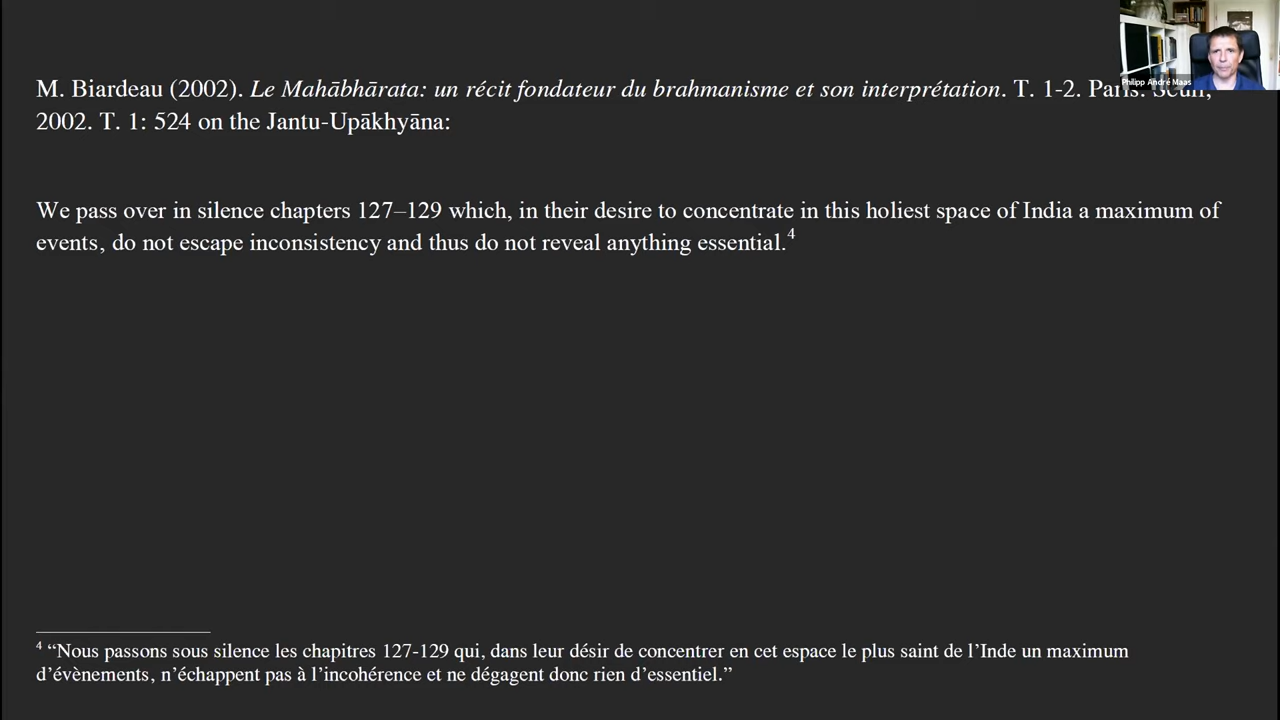 M. Biardeau (2002). Le Mahābhārata: un récit fondateur du brahmanisme et son interprétation. T. 1-2. Paris: Seuil,
2002. T. 1: 524 on the Jantu-Upākhyāna:
We pass over in silence chapters 127–129 which, in their desire to concentrate in this holiest space of India a maximum of
events, do not escape inconsistency and thus do not reveal anything essential.⁴
⁴ “Nous passons sous silence les chapitres 127-129 qui, dans leur désir de concentrer en cet espace le plus saint de l’Inde un maximum
d’évènements, n’échappent pas à l’incohérence et ne dégagent donc rien d’essentiel.”
Philipp André Maas